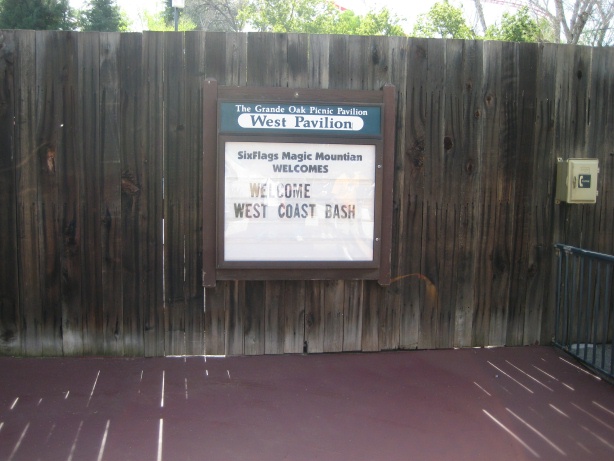 The Grande Oak Picnic Pavilion
West Pavilion
SixFlags Magic Mountian
WELCOMES
WELCOME
WEST COAST BASH